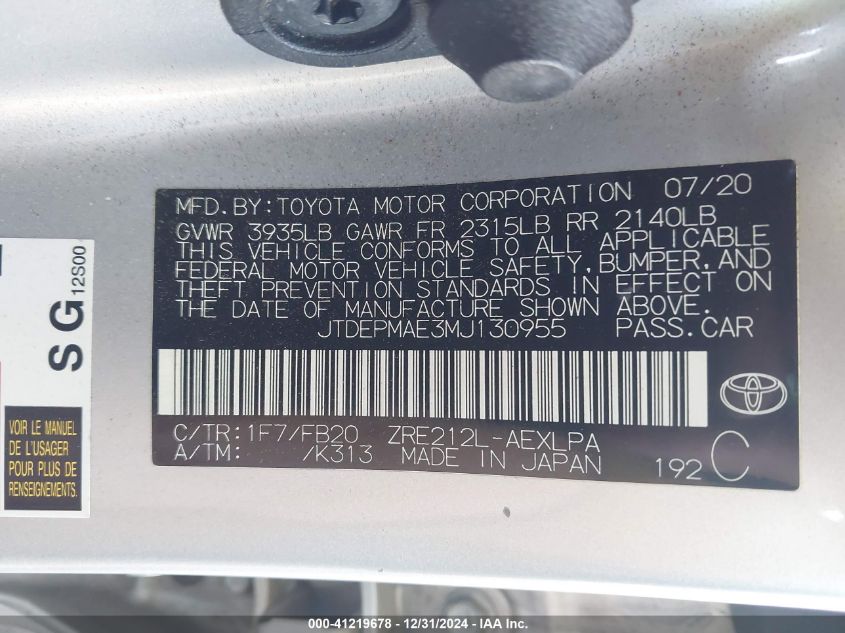 MFD. BY: TOYOTA MOTOR CORPORATION 07/20
GVWR 3935LB GAWR FR 2315LB RR 2140LB
THIS VEHICLE CONFORMS TO ALL APPLICABLE
FEDERAL MOTOR VEHICLE SAFETY, BUMPER, AND
THEFT PREVENTION STANDARDS IN EFFECT ON
THE DATE OF MANUFACTURE SHOWN ABOVE.
JTDEPMAE3MJ130955 PASS.CAR
C/TR: 1F7/FB20 ZRE212L-AEXLPA
A/TM: /K313 MADE IN JAPAN 192 C
SG 12S00
VOIR LE MANUEL
DE L'USAGER
POUR PLUS DE
RENSEIGNEMENTS.
000-41219678 - 12/31/2024 - IAA Inc.